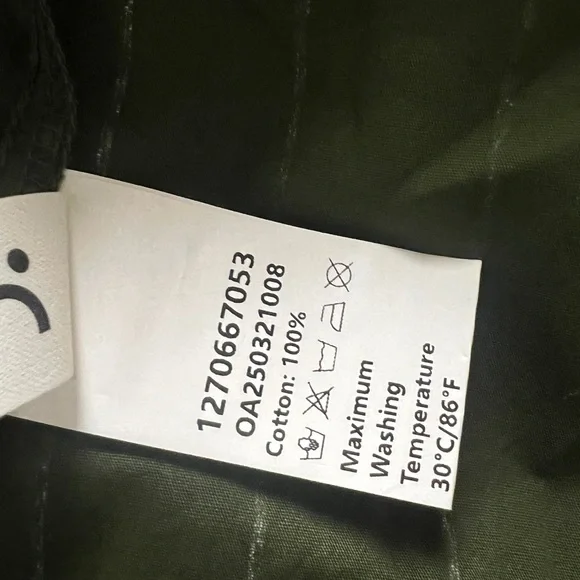 1270667053
OA250321008
Cotton: 100%
Maximum
Washing
Temperature
30°C/86°F